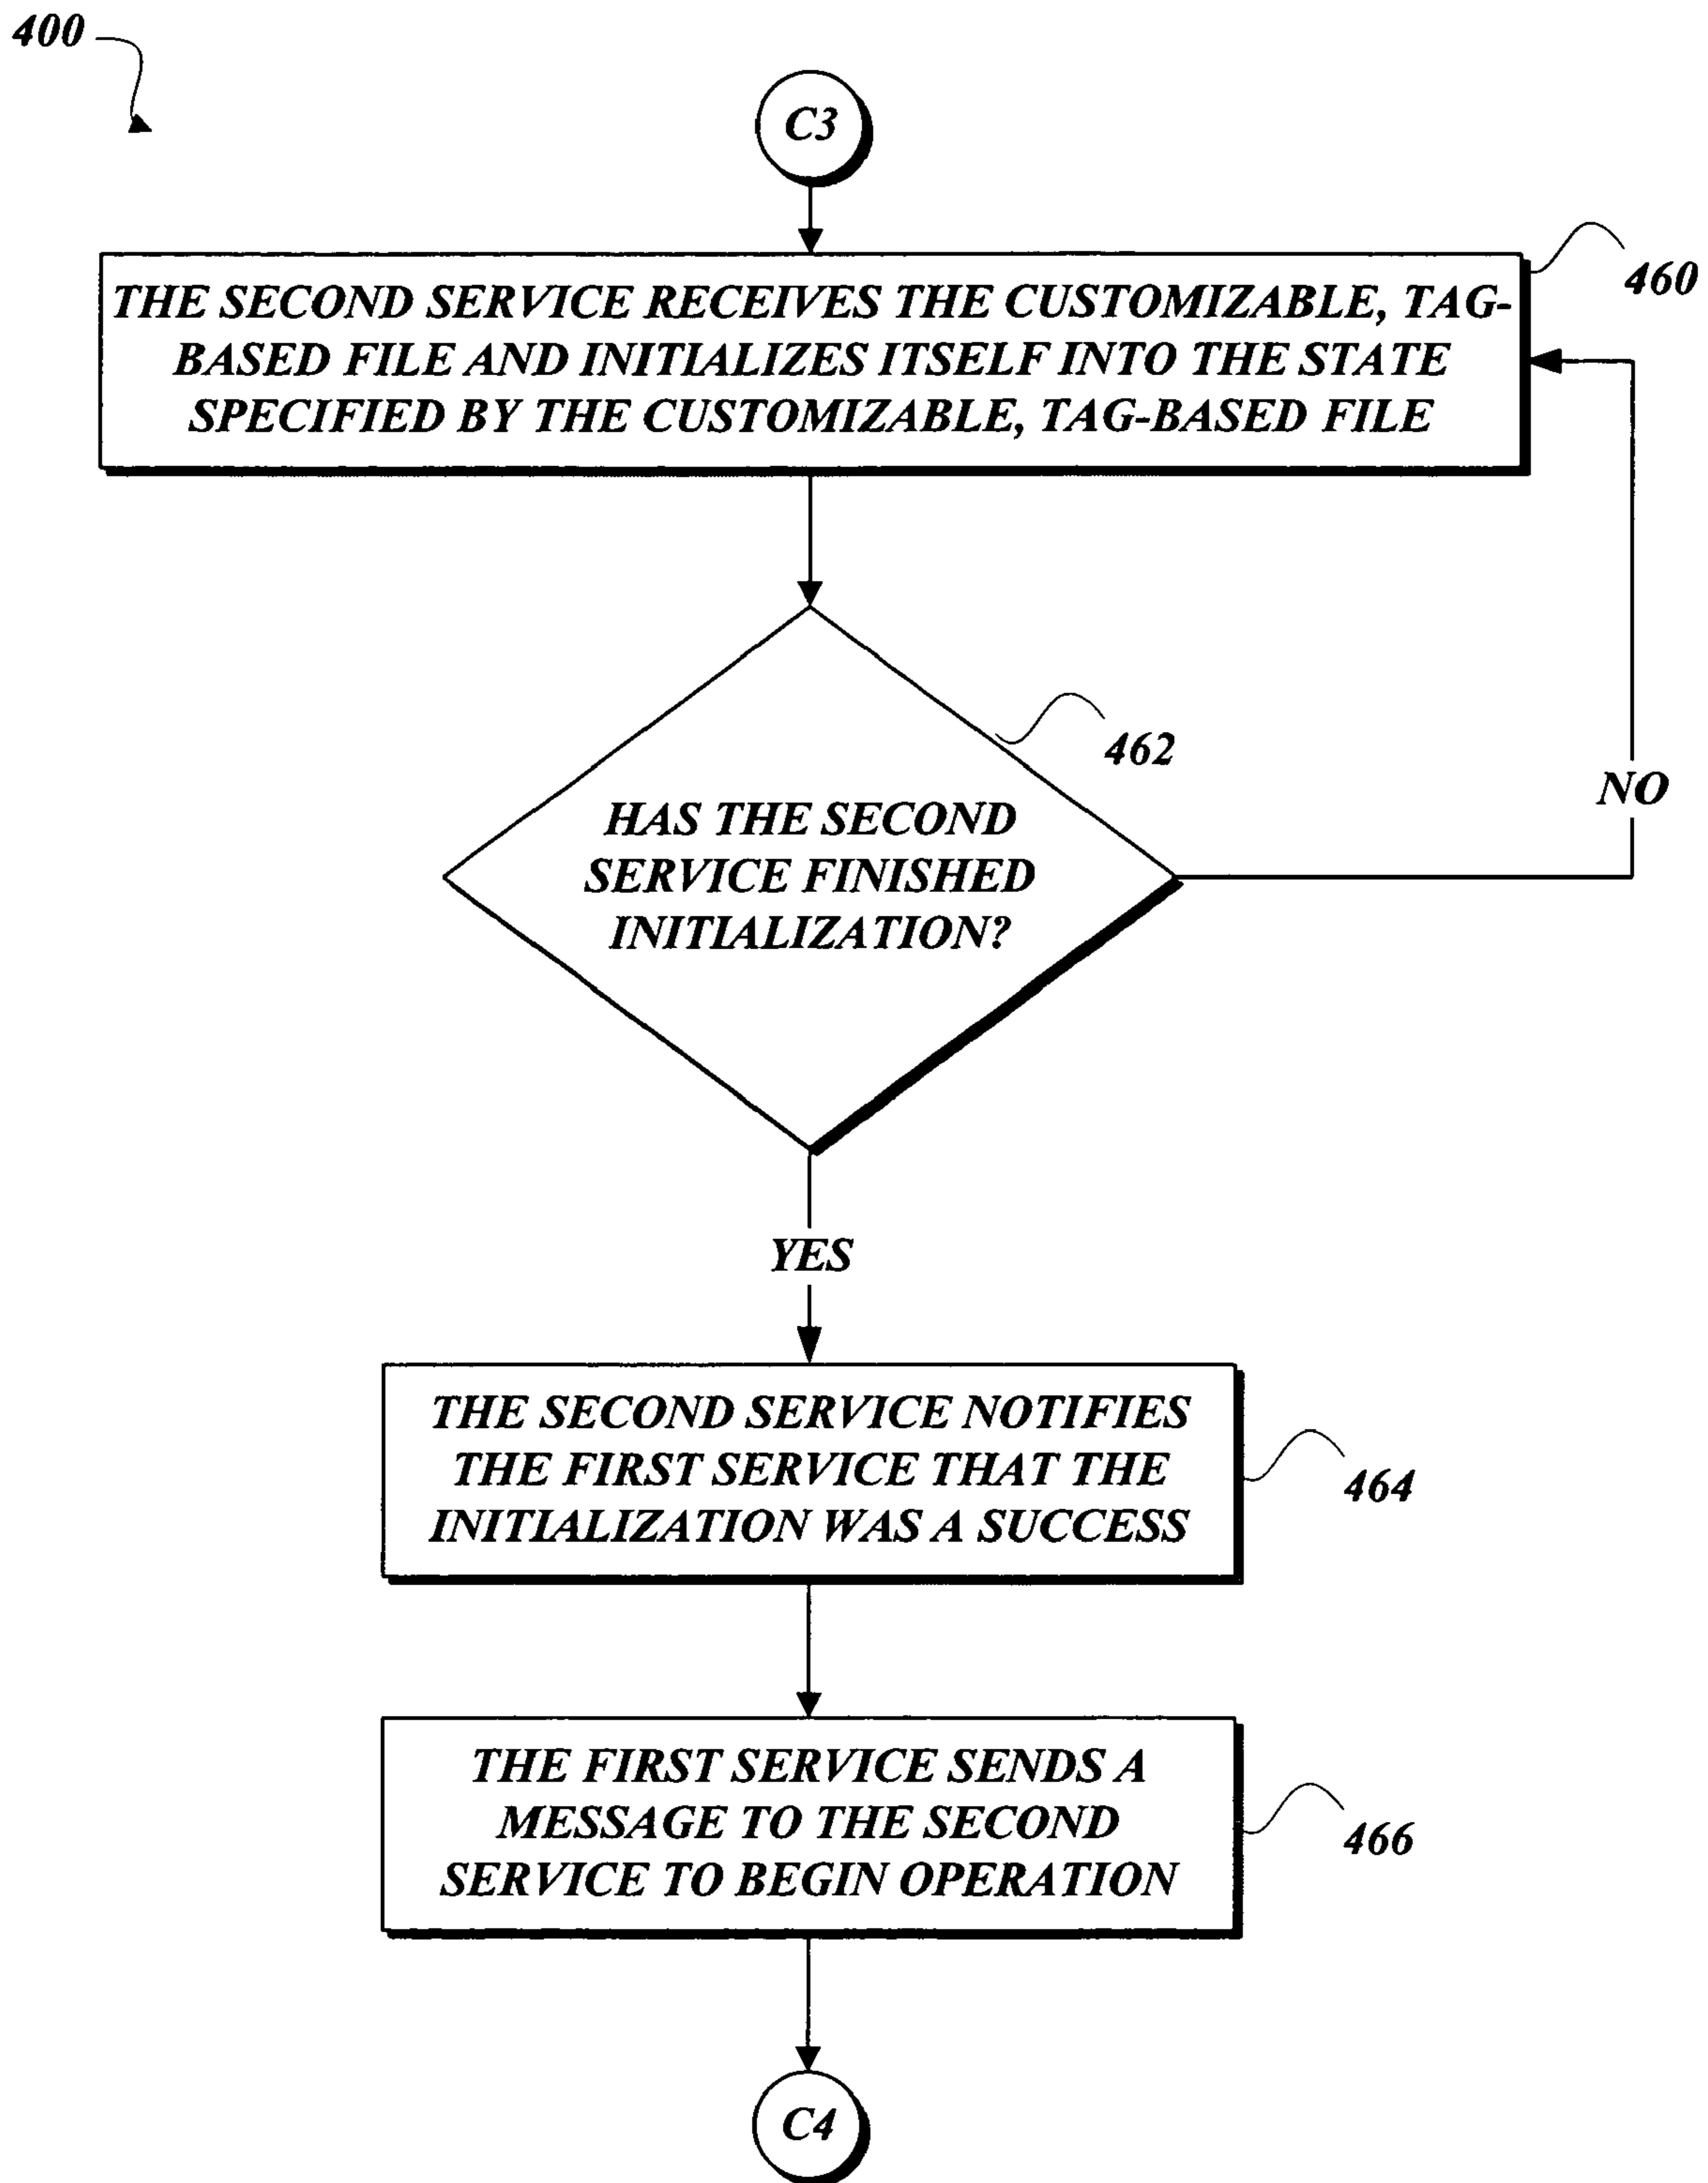 400
C3
THE SECOND SERVICE RECEIVES THE CUSTOMIZABLE, TAG-
BASED FILE AND INITIALIZES ITSELF INTO THE STATE
SPECIFIED BY THE CUSTOMIZABLE, TAG-BASED FILE
460
462
HAS THE SECOND
SERVICE FINISHED
INITIALIZATION?
NO
YES
THE SECOND SERVICE NOTIFIES
THE FIRST SERVICE THAT THE
INITIALIZATION WAS A SUCCESS
464
THE FIRST SERVICE SENDS A
MESSAGE TO THE SECOND
SERVICE TO BEGIN OPERATION
466
C4